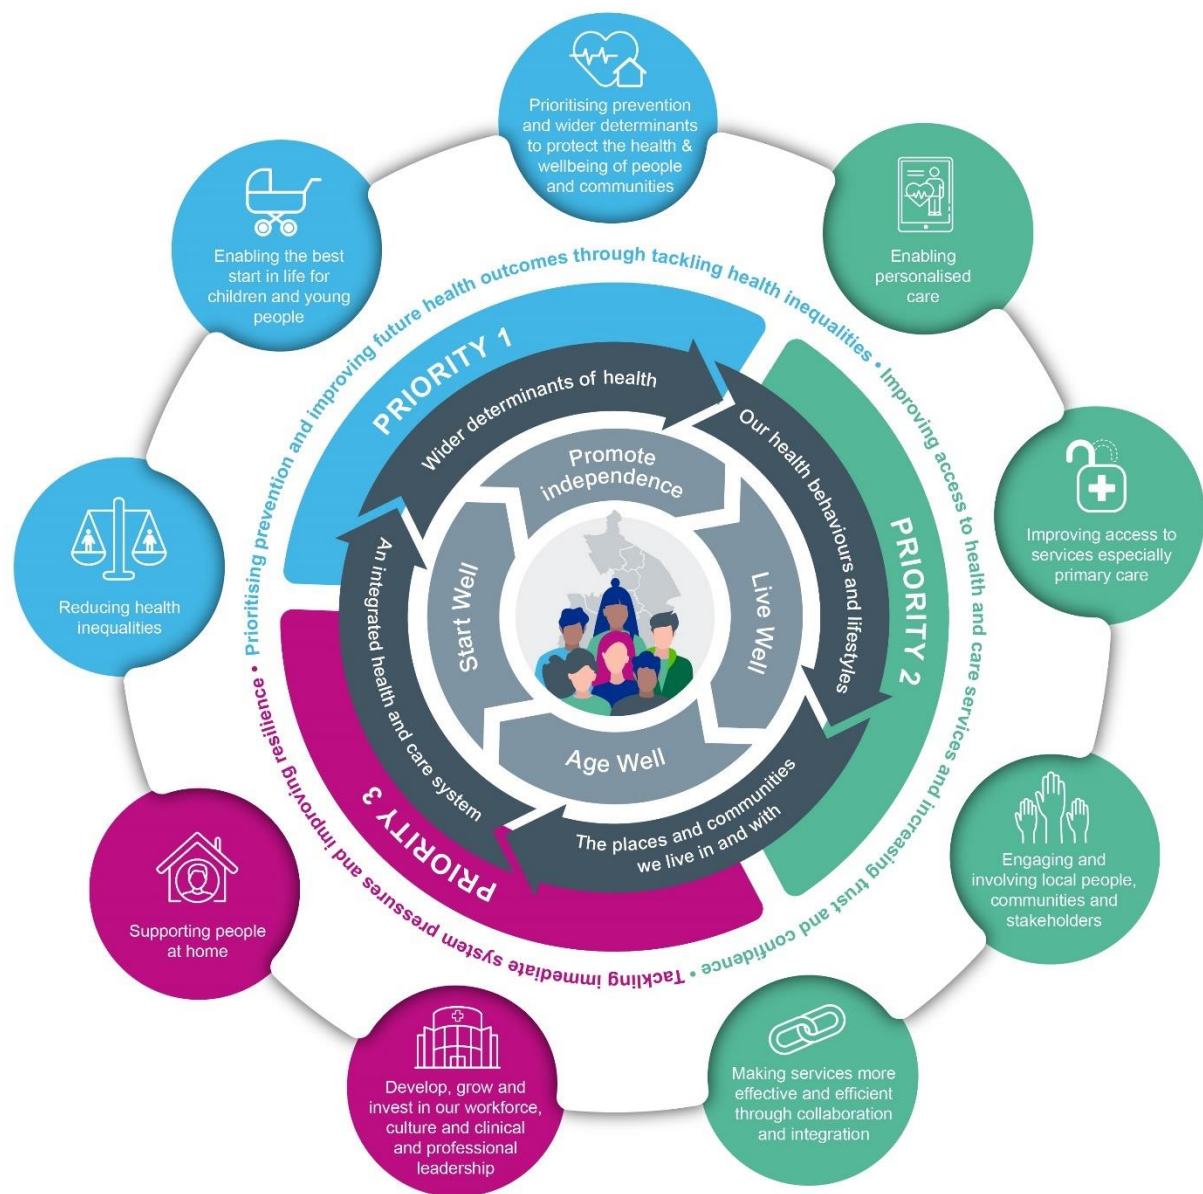 Prioritising prevention
and wider determinants
to protect the health &
wellbeing of people
and communities
Enabling
personalised
care
Improving access to
services especially
primary care
Engaging and
involving local people,
communities and
stakeholders
Making services more
effective and efficient
through collaboration
and integration
Develop, grow and
invest in our workforce,
culture and clinical
and professional
leadership
Supporting people
at home
Reducing health
inequalities
Enabling the best
start in life for
children and young
people
• Prioritising prevention and improving future health outcomes through tackling health inequalities
• Improving access to health and care services and increasing trust and confidence
• Tackling immediate system pressures and improving resilience
PRIORITY 1
PRIORITY 2
PRIORITY 3
Wider determinants of health
Our health behaviours and lifestyles
The places and communities
we live in and with
An integrated health and care system
Promote
independence
Live Well
Age Well
Start Well